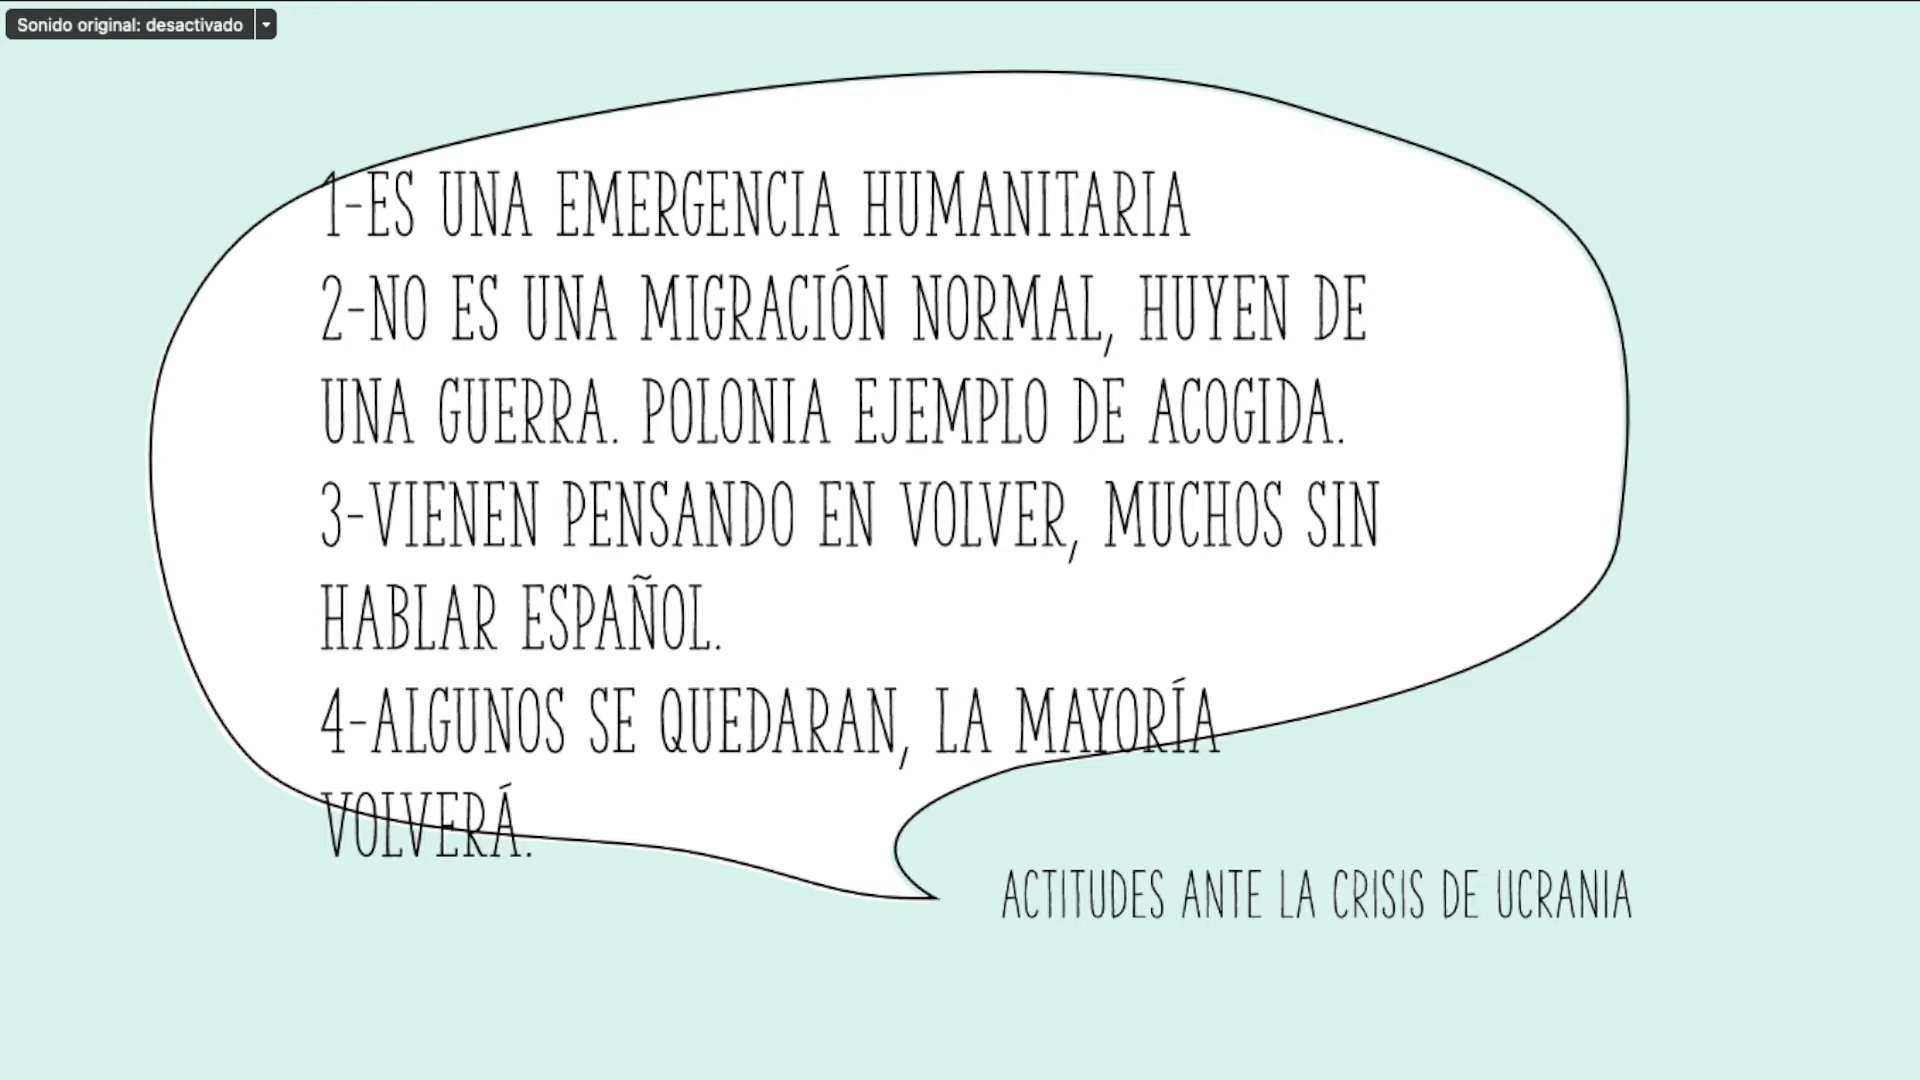 Sonido original: desactivado
1-ES UNA EMERGENCIA HUMANITARIA
2-NO ES UNA MIGRACIÓN NORMAL, HUYEN DE
UNA GUERRA. POLONIA EJEMPLO DE ACOGIDA.
3-VIENEN PENSANDO EN VOLVER, MUCHOS SIN
HABLAR ESPAÑOL.
4-ALGUNOS SE QUEDARAN, LA MAYORÍA
VOLVERÁ.
ACTITUDES ANTE LA CRISIS DE UCRANIA